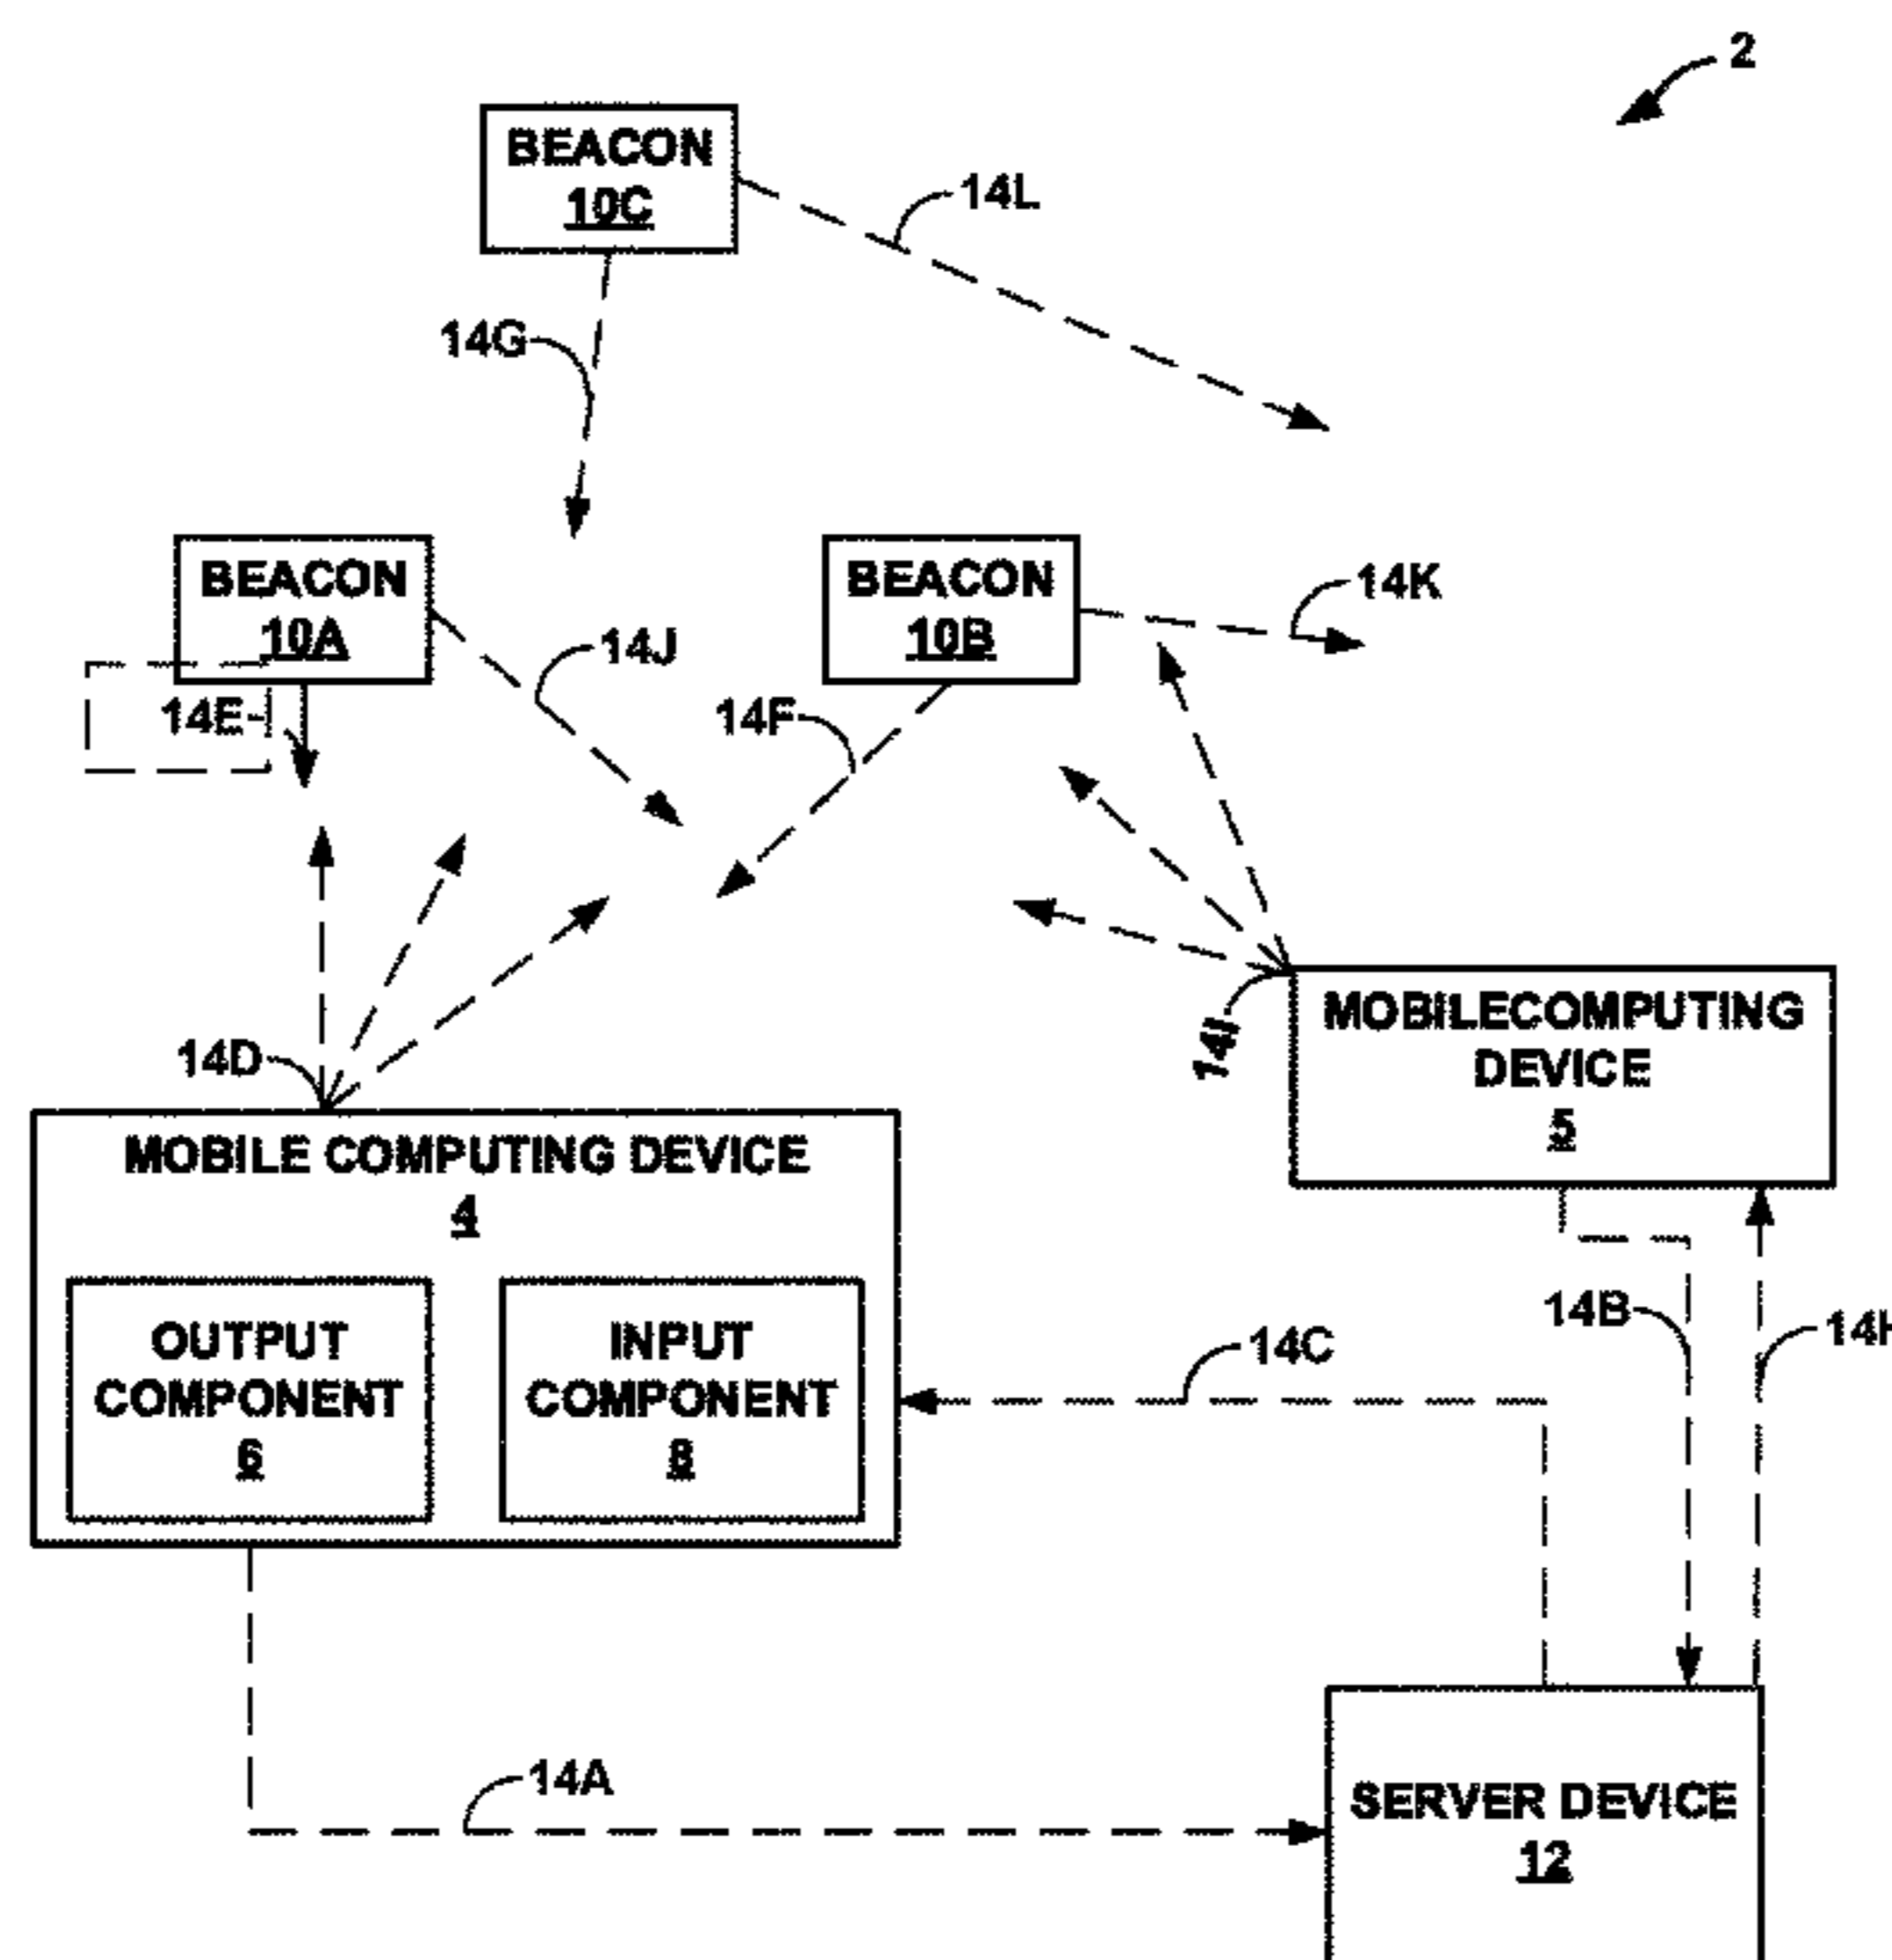 2
BEACON
10C
14L
14G
BEACON
10A
BEACON
10B
14K
14J
14E
14F
14D
MOBILECOMPUTING
DEVICE
5
MOBILE COMPUTING DEVICE
4
OUTPUT
COMPONENT
6
INPUT
COMPONENT
8
14B
14C
14A
SERVER DEVICE
12